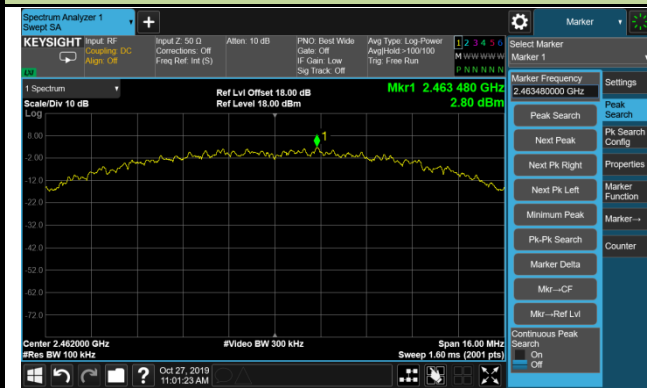 Spectrum Analyzer 1
Swept SA
+
Marker
KEYSIGHT
Input: RF
Coupling: DC
Align: Off
Input Z: 50 Ω
Corrections: Off
Freq Ref: Int (S)
Atten: 10 dB
PNO: Best Wide
Gate: Off
IF Gain: Low
Sig Track: Off
Avg Type: Log-Power
Avg|Hold:>100/100
Trig: Free Run
1 2 3 4 5 6
M W W W W W
P N N N N N
Select Marker
Marker 1
1 Spectrum
Scale/Div 10 dB
Log
Ref Lvl Offset 18.00 dB
Ref Level 18.00 dBm
Mkr1 2.463 480 GHz
2.80 dBm
8.00
-2.00
-12.0
-22.0
-32.0
-42.0
-52.0
-62.0
-72.0
1
Center 2.462000 GHz
#Res BW 100 kHz
#Video BW 300 kHz
Span 16.00 MHz
Sweep 1.60 ms (2001 pts)
Marker Frequency
2.463480000 GHz
Peak Search
Next Peak
Next Pk Right
Next Pk Left
Minimum Peak
Pk-Pk Search
Marker Delta
Mkr→CF
Mkr→Ref Lvl
Continuous Peak
Search
On
Off
Settings
Peak
Search
Pk Search
Config
Properties
Marker
Function
Marker→
Counter
?
Oct 27, 2019
11:01:23 AM